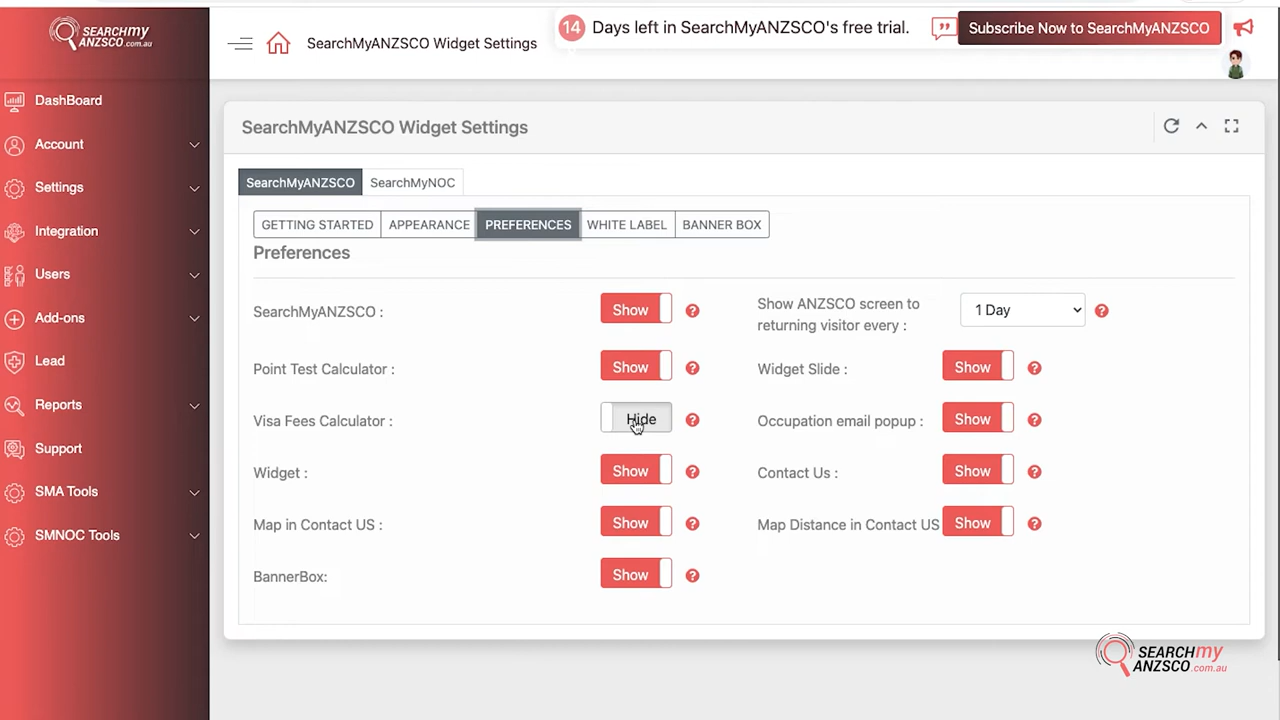 SEARCHmy
ANZSCO.com.au
SearchMyANZSCO Widget Settings
14 Days left in SearchMyANZSCO's free trial.
Subscribe Now to SearchMyANZSCO
DashBoard
Account
Settings
Integration
Users
Add-ons
Lead
Reports
Support
SMA Tools
SMNOC Tools
SearchMyANZSCO Widget Settings
SearchMyANZSCO SearchMyNOC
GETTING STARTED APPEARANCE PREFERENCES WHITE LABEL BANNER BOX
Preferences
SearchMyANZSCO : Show ?
Show ANZSCO screen to
returning visitor every : 1 Day ?
Point Test Calculator : Show ?
Widget Slide : Show ?
Visa Fees Calculator : Hide ?
Occupation email popup : Show ?
Widget : Show ?
Contact Us : Show ?
Map in Contact US : Show ?
Map Distance in Contact US Show ?
BannerBox: Show ?
SEARCHmy
ANZSCO.com.au